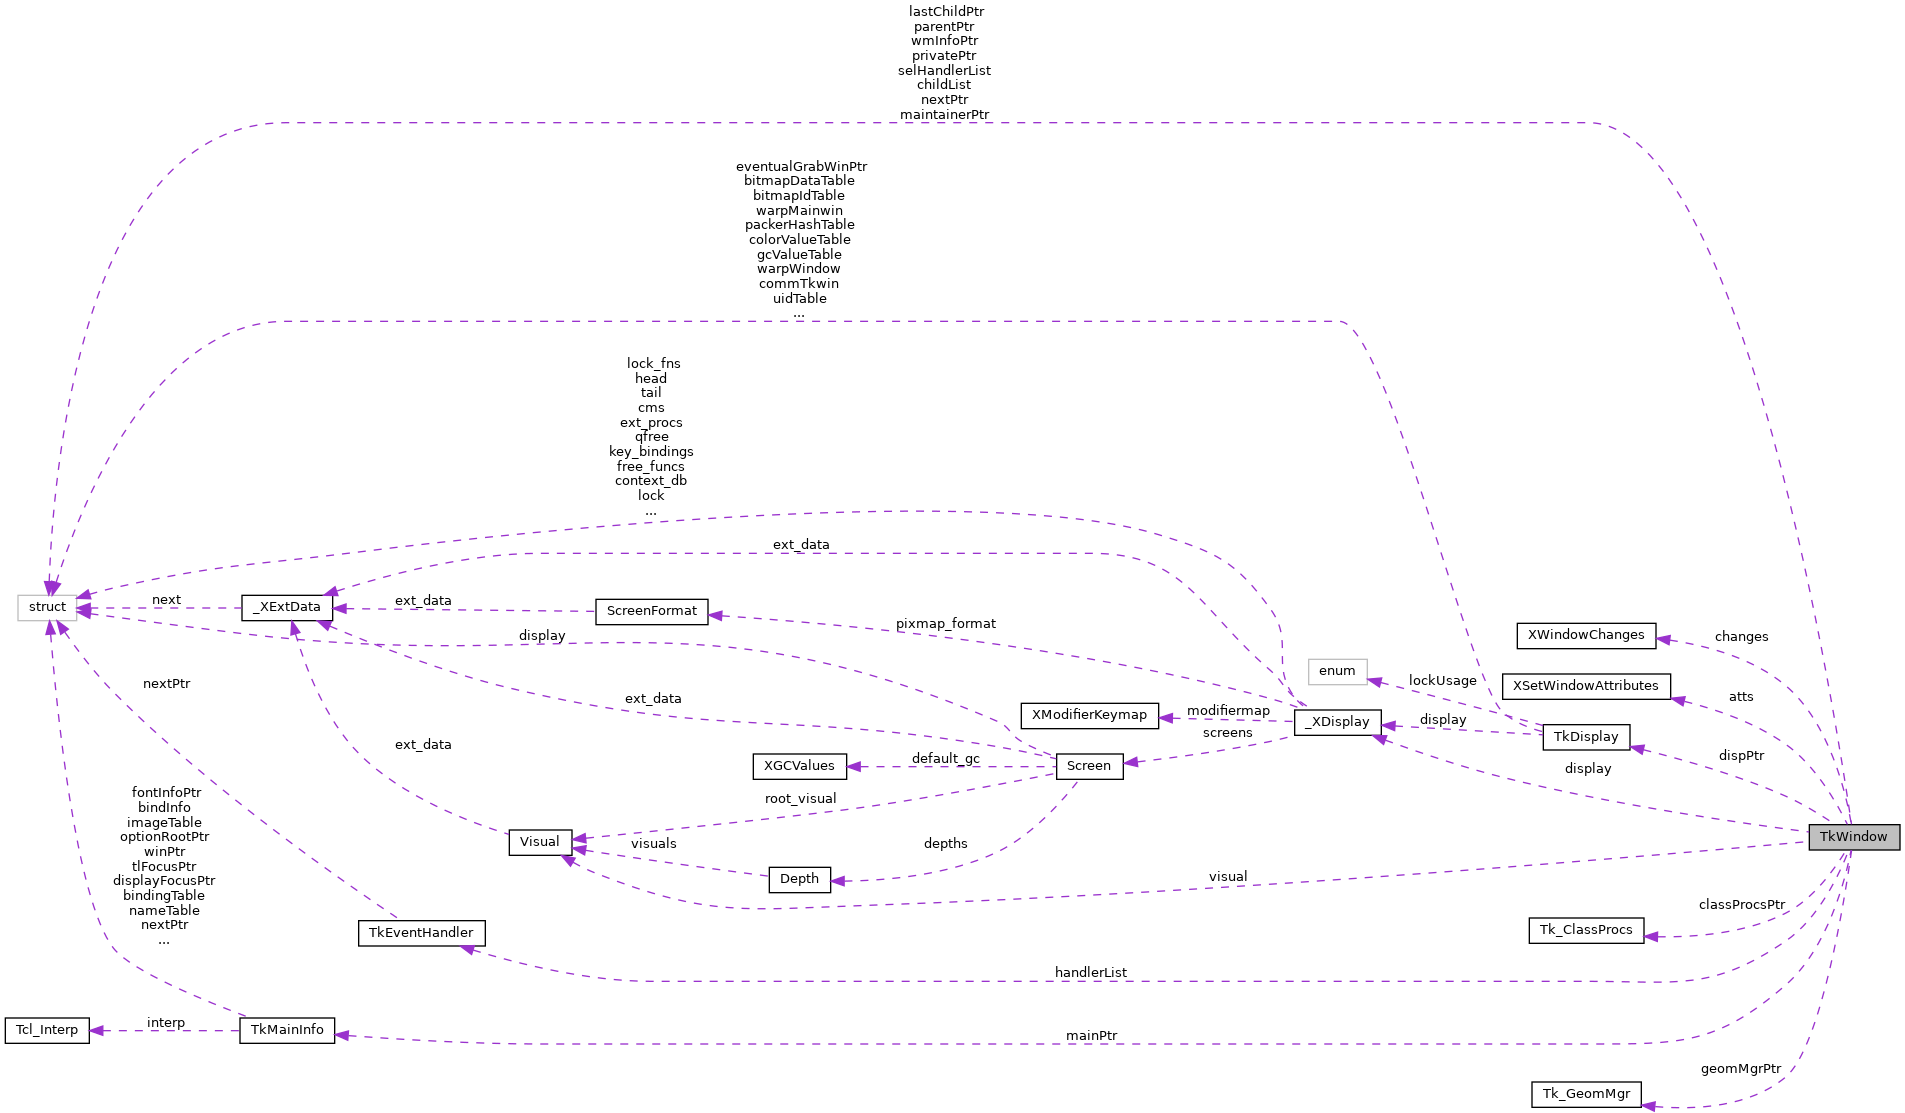 lastChildPtr
parentPtr
wmInfoPtr
privatePtr
selHandlerList
childList
nextPtr
maintainerPtr
eventualGrabWinPtr
bitmapDataTable
bitmapIdTable
warpMainwin
packerHashTable
colorValueTable
gcValueTable
warpWindow
commTkwin
uidTable
...
lock_fns
head
tail
cms
ext_procs
qfree
key_bindings
free_funcs
context_db
lock
...
ext_data
struct
next
_XExtData
ext_data
ScreenFormat
pixmap_format
display
XWindowChanges
changes
enum
lockUsage
XSetWindowAttributes
atts
nextPtr
ext_data
XModifierKeymap
modifiermap
screens
_XDisplay
display
TkDisplay
dispPtr
display
ext_data
XGCValues
default_gc
Screen
root_visual
fontInfoPtr
bindInfo
imageTable
optionRootPtr
winPtr
tlFocusPtr
displayFocusPtr
bindingTable
nameTable
nextPtr
...
Visual
visuals
depths
Depth
TkWindow
visual
classProcsPtr
Tk_ClassProcs
TkEventHandler
handlerList
Tcl_Interp
interp
TkMainInfo
mainPtr
geomMgrPtr
Tk_GeomMgr